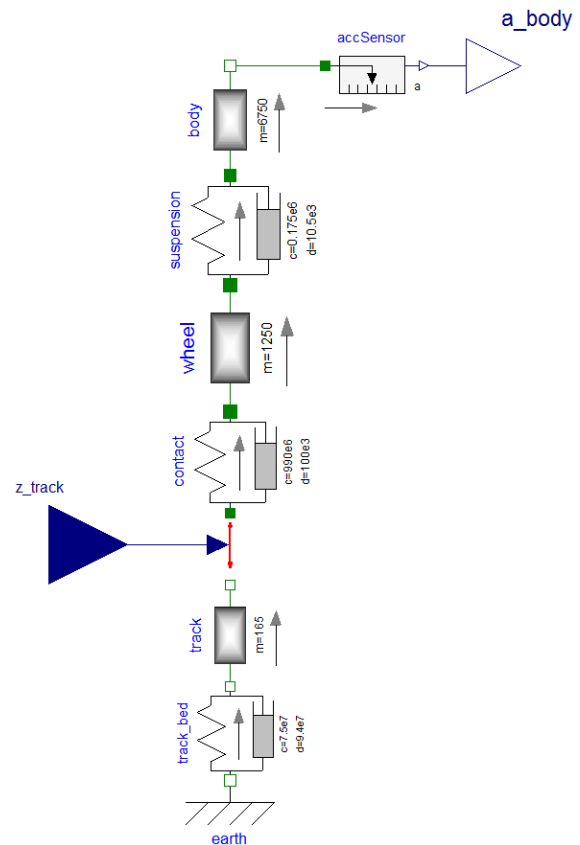 a_body
accSensor
a
body
m=6750
suspension
c=0.175e6
d=10.5e3
wheel
m=1250
contact
c=990e6
d=100e3
z_track
track
m=165
track_bed
c=7.5e7
d=9.4e7
earth